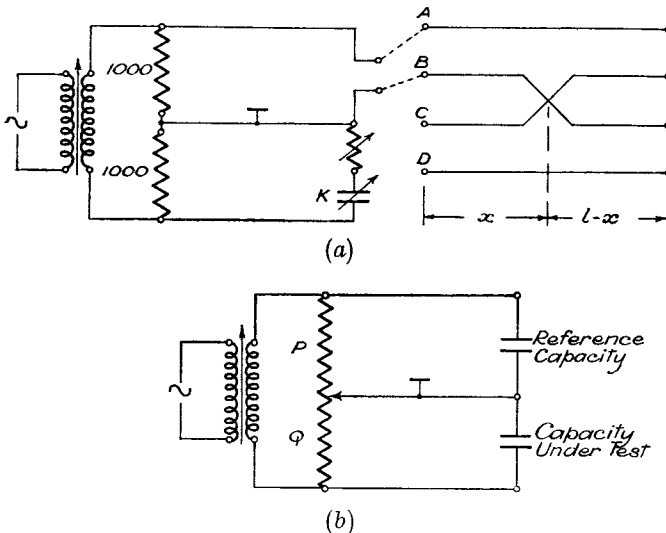 A
1000
B
C
1000
D
K
x
l-x
(a)
P
Reference
Capacity
Q
Capacity
Under Test
(b)